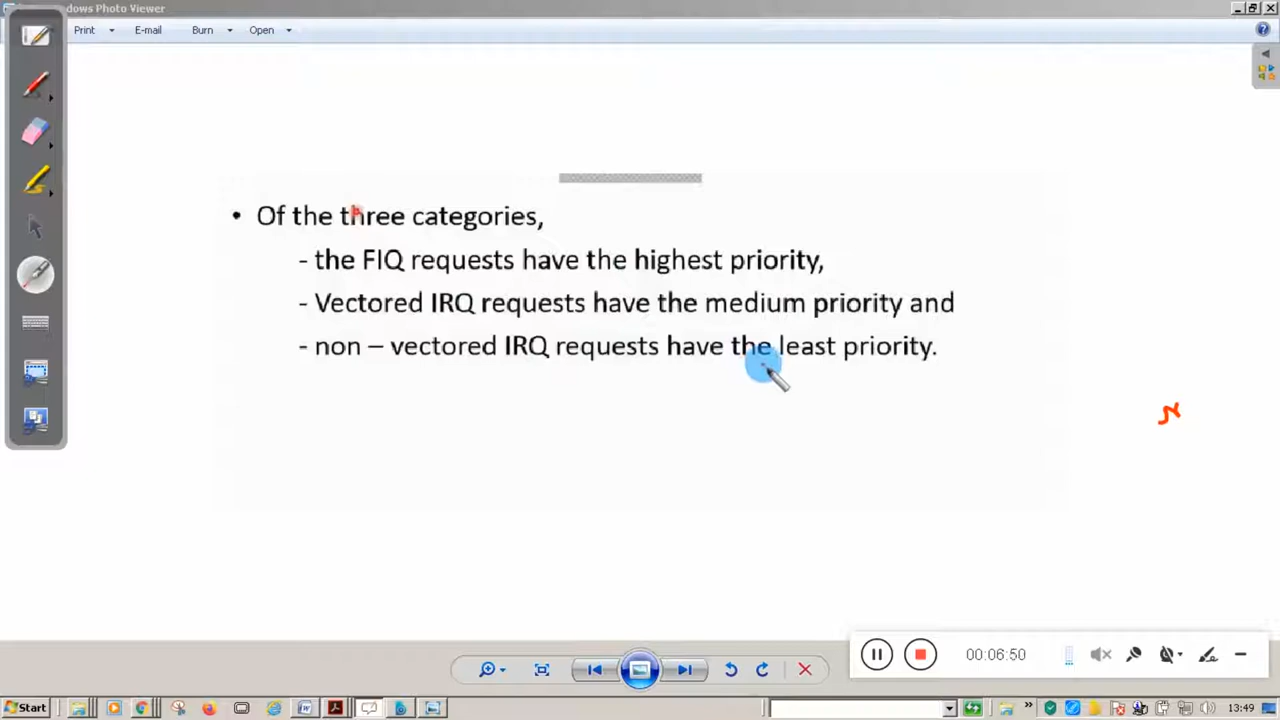 ndows Photo Viewer
Print E-mail Burn Open
• Of the three categories,
- the FIQ requests have the highest priority,
- Vectored IRQ requests have the medium priority and
- non – vectored IRQ requests have the least priority.
00:06:50
Start 13:49